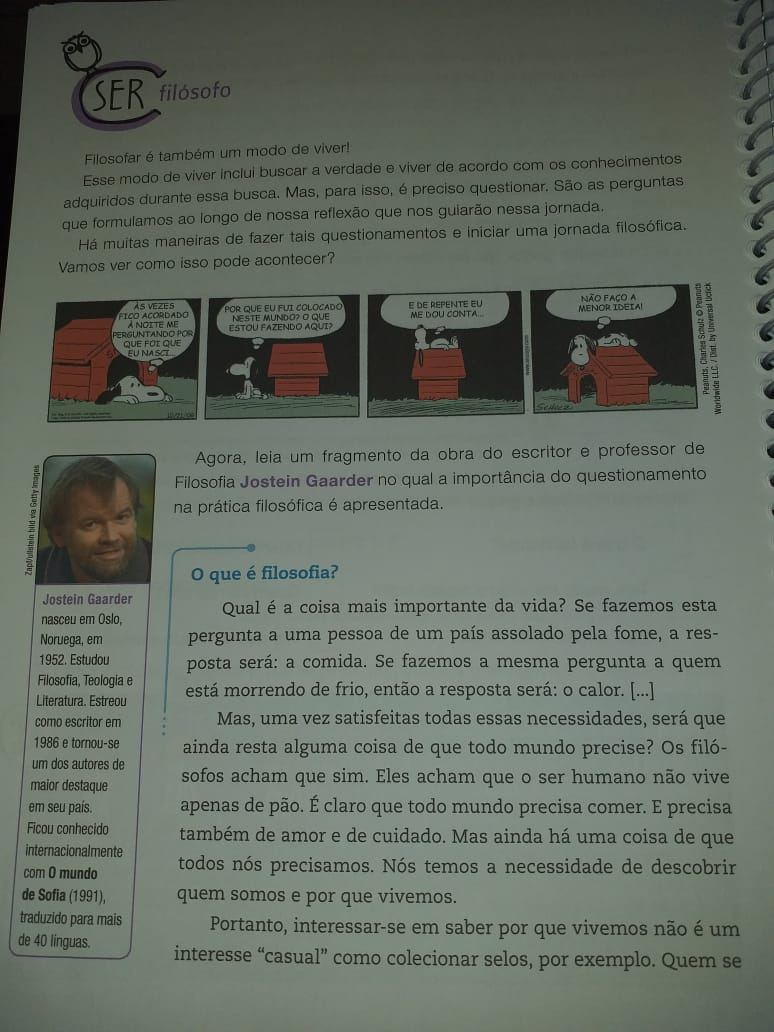 SER filósofo
Filosofar é também um modo de viver!
Esse modo de viver inclui buscar a verdade e viver de acordo com os conhecimentos
adquiridos durante essa busca. Mas, para isso, é preciso questionar. São as perguntas
que formulamos ao longo de nossa reflexão que nos guiarão nessa jornada.
Há muitas maneiras de fazer tais questionamentos e iniciar uma jornada filosófica.
Vamos ver como isso pode acontecer?
ÀS VEZES
FICO ACORDADO
À NOITE ME
PERGUNTANDO POR
QUE FOI QUE
EU NASCI...
10/21/06
POR QUE EU FUI COLOCADO
NESTE MUNDO? O QUE
ESTOU FAZENDO AQUI?
E DE REPENTE EU
ME DOU CONTA...
NÃO FAÇO A
MENOR IDEIA!
SCHULZ
Peanuts, Charles Schulz © Peanuts
Worldwide LLC. / Dist. by Universal Uclick
Agora, leia um fragmento da obra do escritor e professor de
Filosofia Jostein Gaarder no qual a importância do questionamento
na prática filosófica é apresentada.
Zapf/ullstein bild via Getty Images
Jostein Gaarder
nasceu em Oslo,
Noruega, em
1952. Estudou
Filosofia, Teologia e
Literatura. Estreou
como escritor em
1986 e tornou-se
um dos autores de
maior destaque
em seu país.
Ficou conhecido
internacionalmente
com O mundo
de Sofia (1991),
traduzido para mais
de 40 línguas.
O que é filosofia?
Qual é a coisa mais importante da vida? Se fazemos esta
pergunta a uma pessoa de um país assolado pela fome, a res-
posta será: a comida. Se fazemos a mesma pergunta a quem
está morrendo de frio, então a resposta será: o calor. [...]
Mas, uma vez satisfeitas todas essas necessidades, será que
ainda resta alguma coisa de que todo mundo precise? Os filó-
sofos acham que sim. Eles acham que o ser humano não vive
apenas de pão. É claro que todo mundo precisa comer. E precisa
também de amor e de cuidado. Mas ainda há uma coisa de que
todos nós precisamos. Nós temos a necessidade de descobrir
quem somos e por que vivemos.
Portanto, interessar-se em saber por que vivemos não é um
interesse “casual” como colecionar selos, por exemplo. Quem se